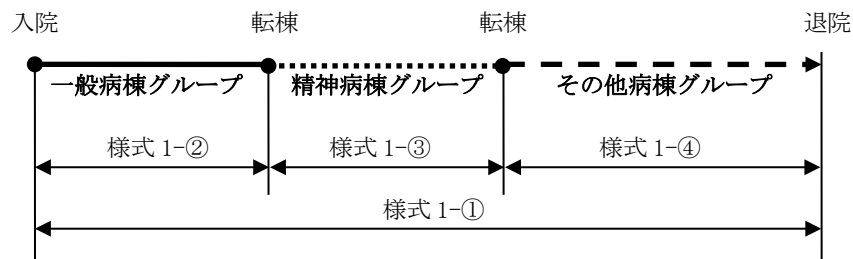 入院 転棟 転棟 退院
一般病棟グループ 精神病棟グループ その他病棟グループ
様式 1-② 様式 1-③ 様式 1-④
様式 1-①